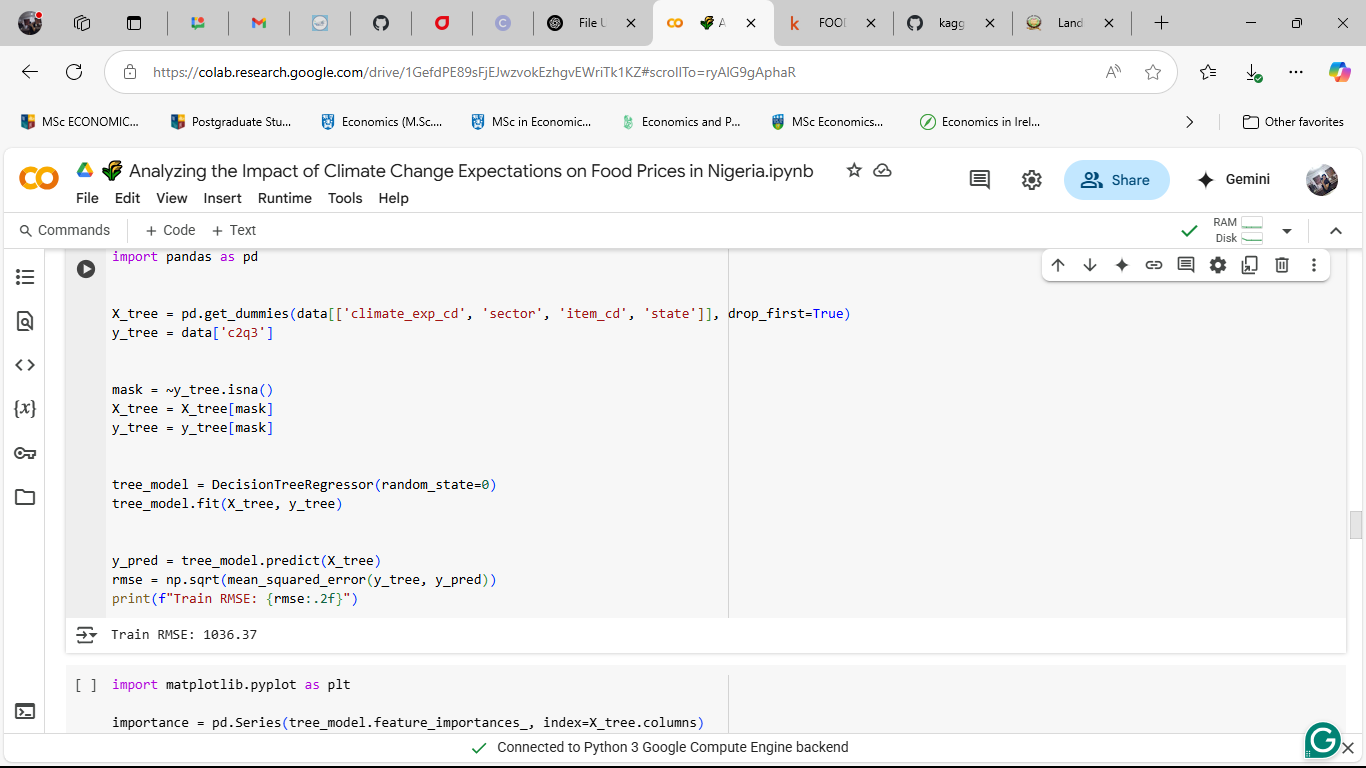 File U
A
FOO
kagg
Land
https://colab.research.google.com/drive/1GefdPE89sFjEJwzvokEzhgvEWriTk1KZ#scrollTo=ryAlG9gAphaR
MSc ECONOMIC...
Postgraduate Stu...
Economics (M.Sc....
MSc in Economic...
Economics and P...
MSc Economics...
Economics in Irel...
Other favorites
Analyzing the Impact of Climate Change Expectations on Food Prices in Nigeria.ipynb
Share
Gemini
File Edit View Insert Runtime Tools Help
Commands + Code + Text
RAM
Disk
import pandas as pd
X_tree = pd.get_dummies(data[['climate_exp_cd', 'sector', 'item_cd', 'state']], drop_first=True)
y_tree = data['c2q3']
mask = ~y_tree.isna()
X_tree = X_tree[mask]
y_tree = y_tree[mask]
tree_model = DecisionTreeRegressor(random_state=0)
tree_model.fit(X_tree, y_tree)
y_pred = tree_model.predict(X_tree)
rmse = np.sqrt(mean_squared_error(y_tree, y_pred))
print(f"Train RMSE: {rmse:.2f}")
Train RMSE: 1036.37
[ ] import matplotlib.pyplot as plt
importance = pd.Series(tree_model.feature_importances_, index=X_tree.columns)
Connected to Python 3 Google Compute Engine backend